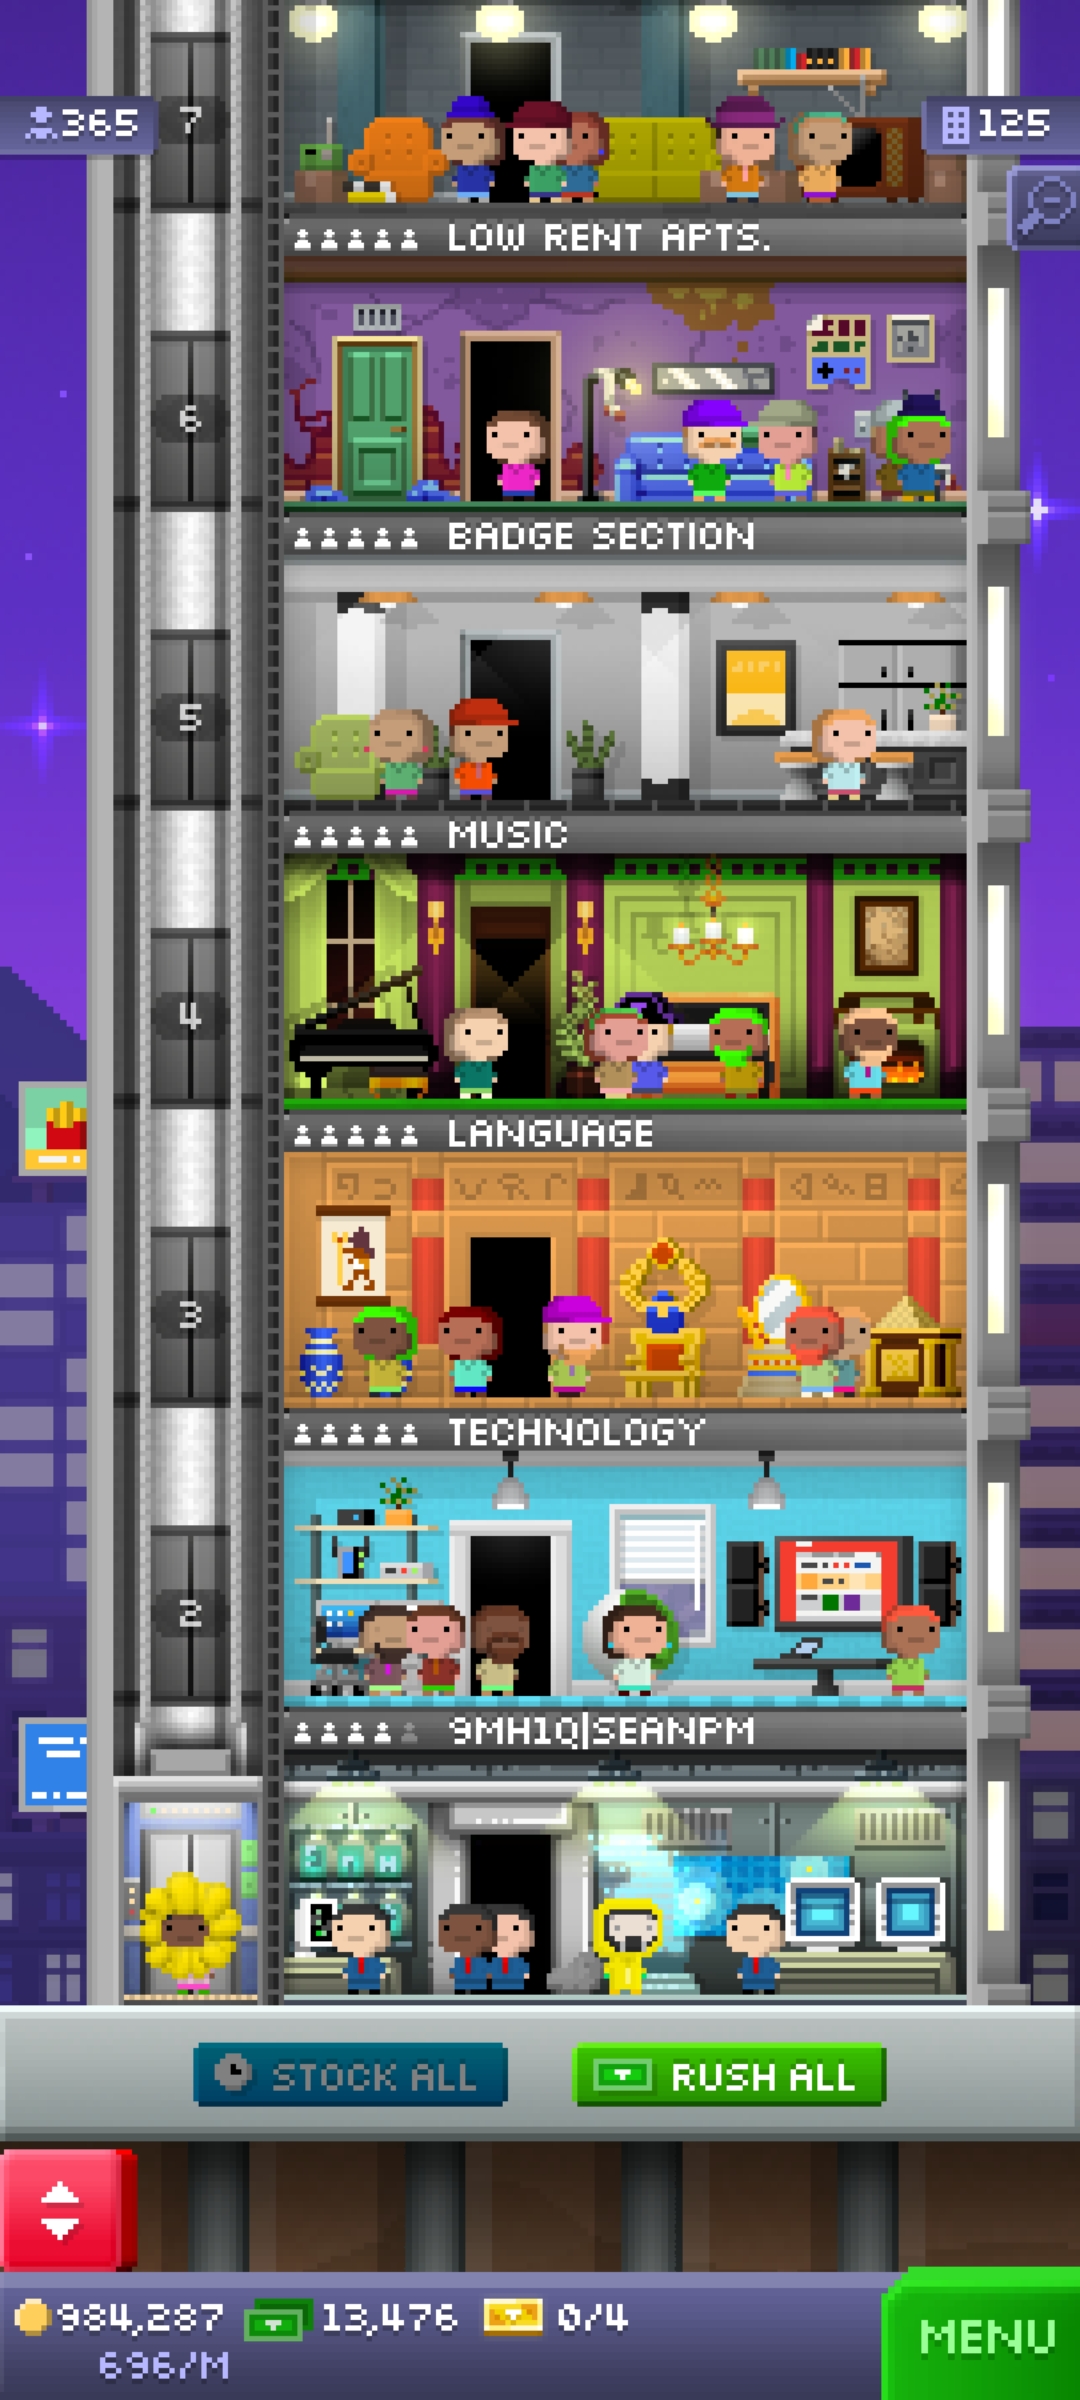 365
7
125
LOW RENT APTS.
6
BADGE SECTION
5
MUSIC
4
LANGUAGE
3
TECHNOLOGY
2
9MH1Q|SEANPM
STOCK ALL
RUSH ALL
984,287
13,476
0/4
696/M
MENU